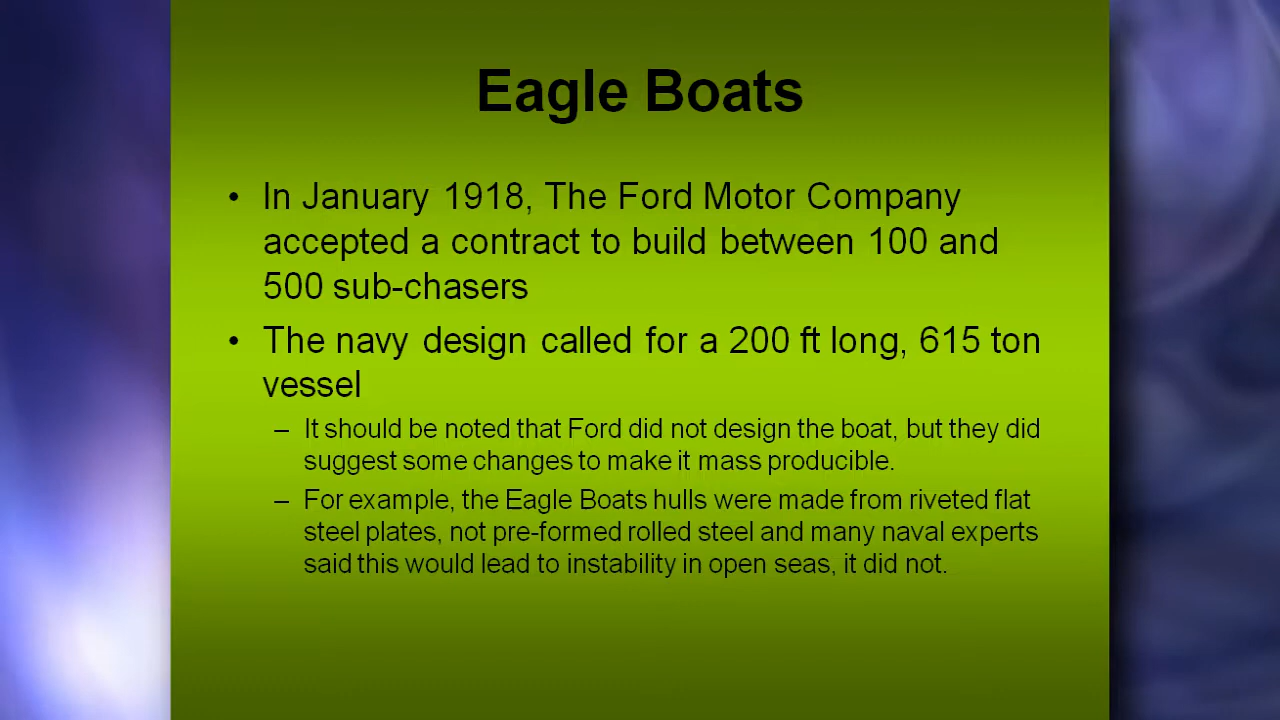 Eagle Boats
• In January 1918, The Ford Motor Company
accepted a contract to build between 100 and
500 sub-chasers
• The navy design called for a 200 ft long, 615 ton
vessel
– It should be noted that Ford did not design the boat, but they did
suggest some changes to make it mass producible.
– For example, the Eagle Boats hulls were made from riveted flat
steel plates, not pre-formed rolled steel and many naval experts
said this would lead to instability in open seas, it did not.